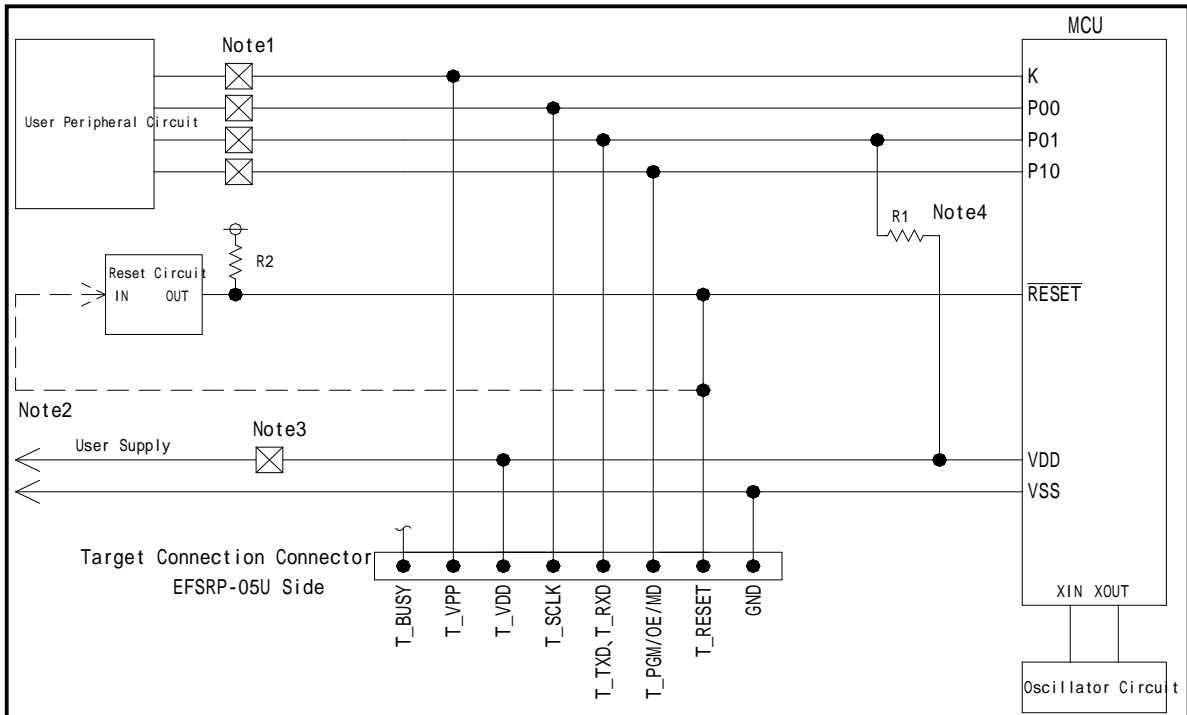 MCU
Note1
K
P00
User Peripheral Circuit
P01
P10
R1
Note4
R2
Reset Circuit
IN OUT
RESET
Note2
Note3
User Supply
VDD
VSS
Target Connection Connector
EFSRP-05U Side
T_BUSY
T_VPP
T_VDD
T_SCLK
T_TXD、T_RXD
T_PGM/OE/MD
T_RESET
GND
XIN XOUT
Oscillator Circuit